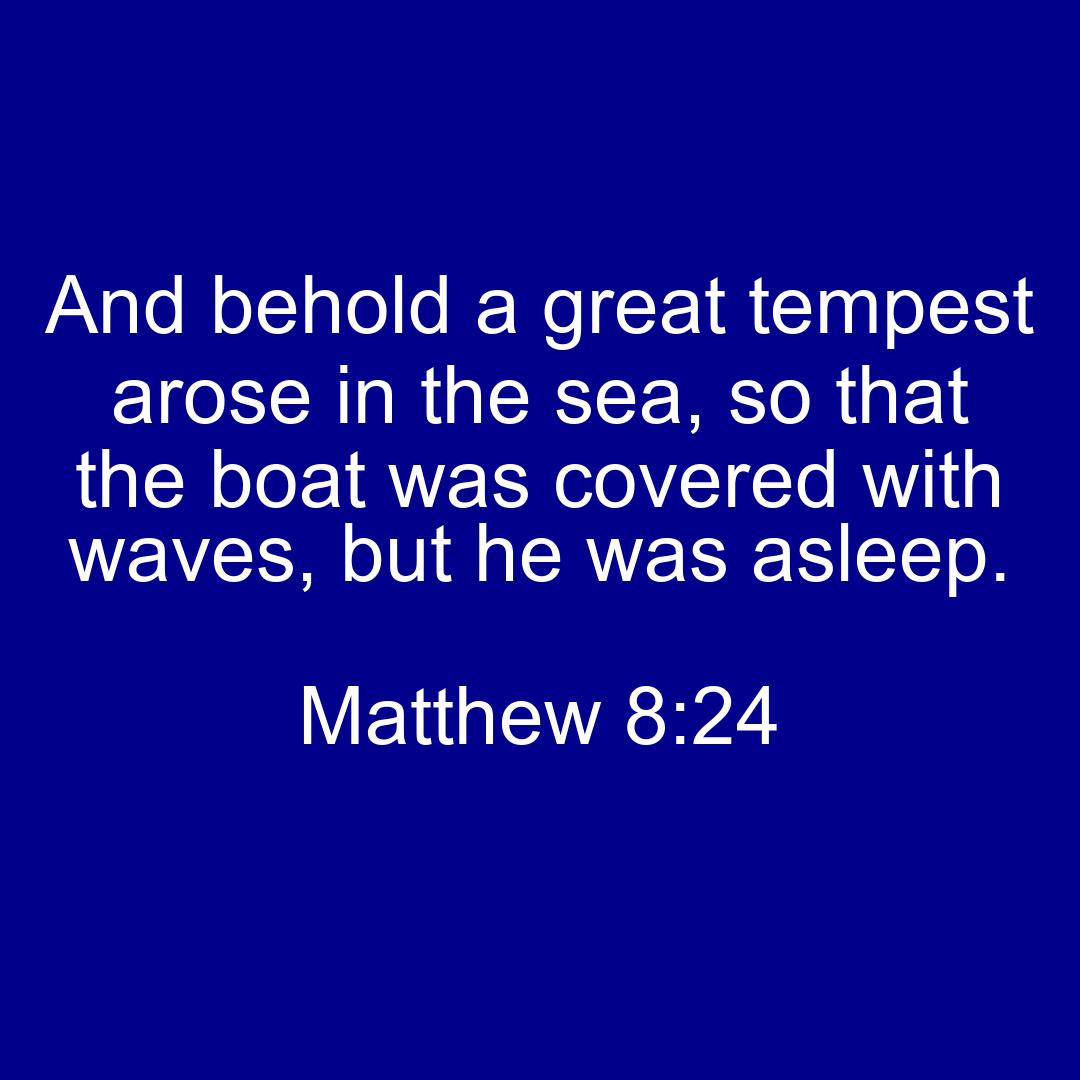 And behold a great tempest
arose in the sea, so that
the boat was covered with
waves, but he was asleep.
Matthew 8:24